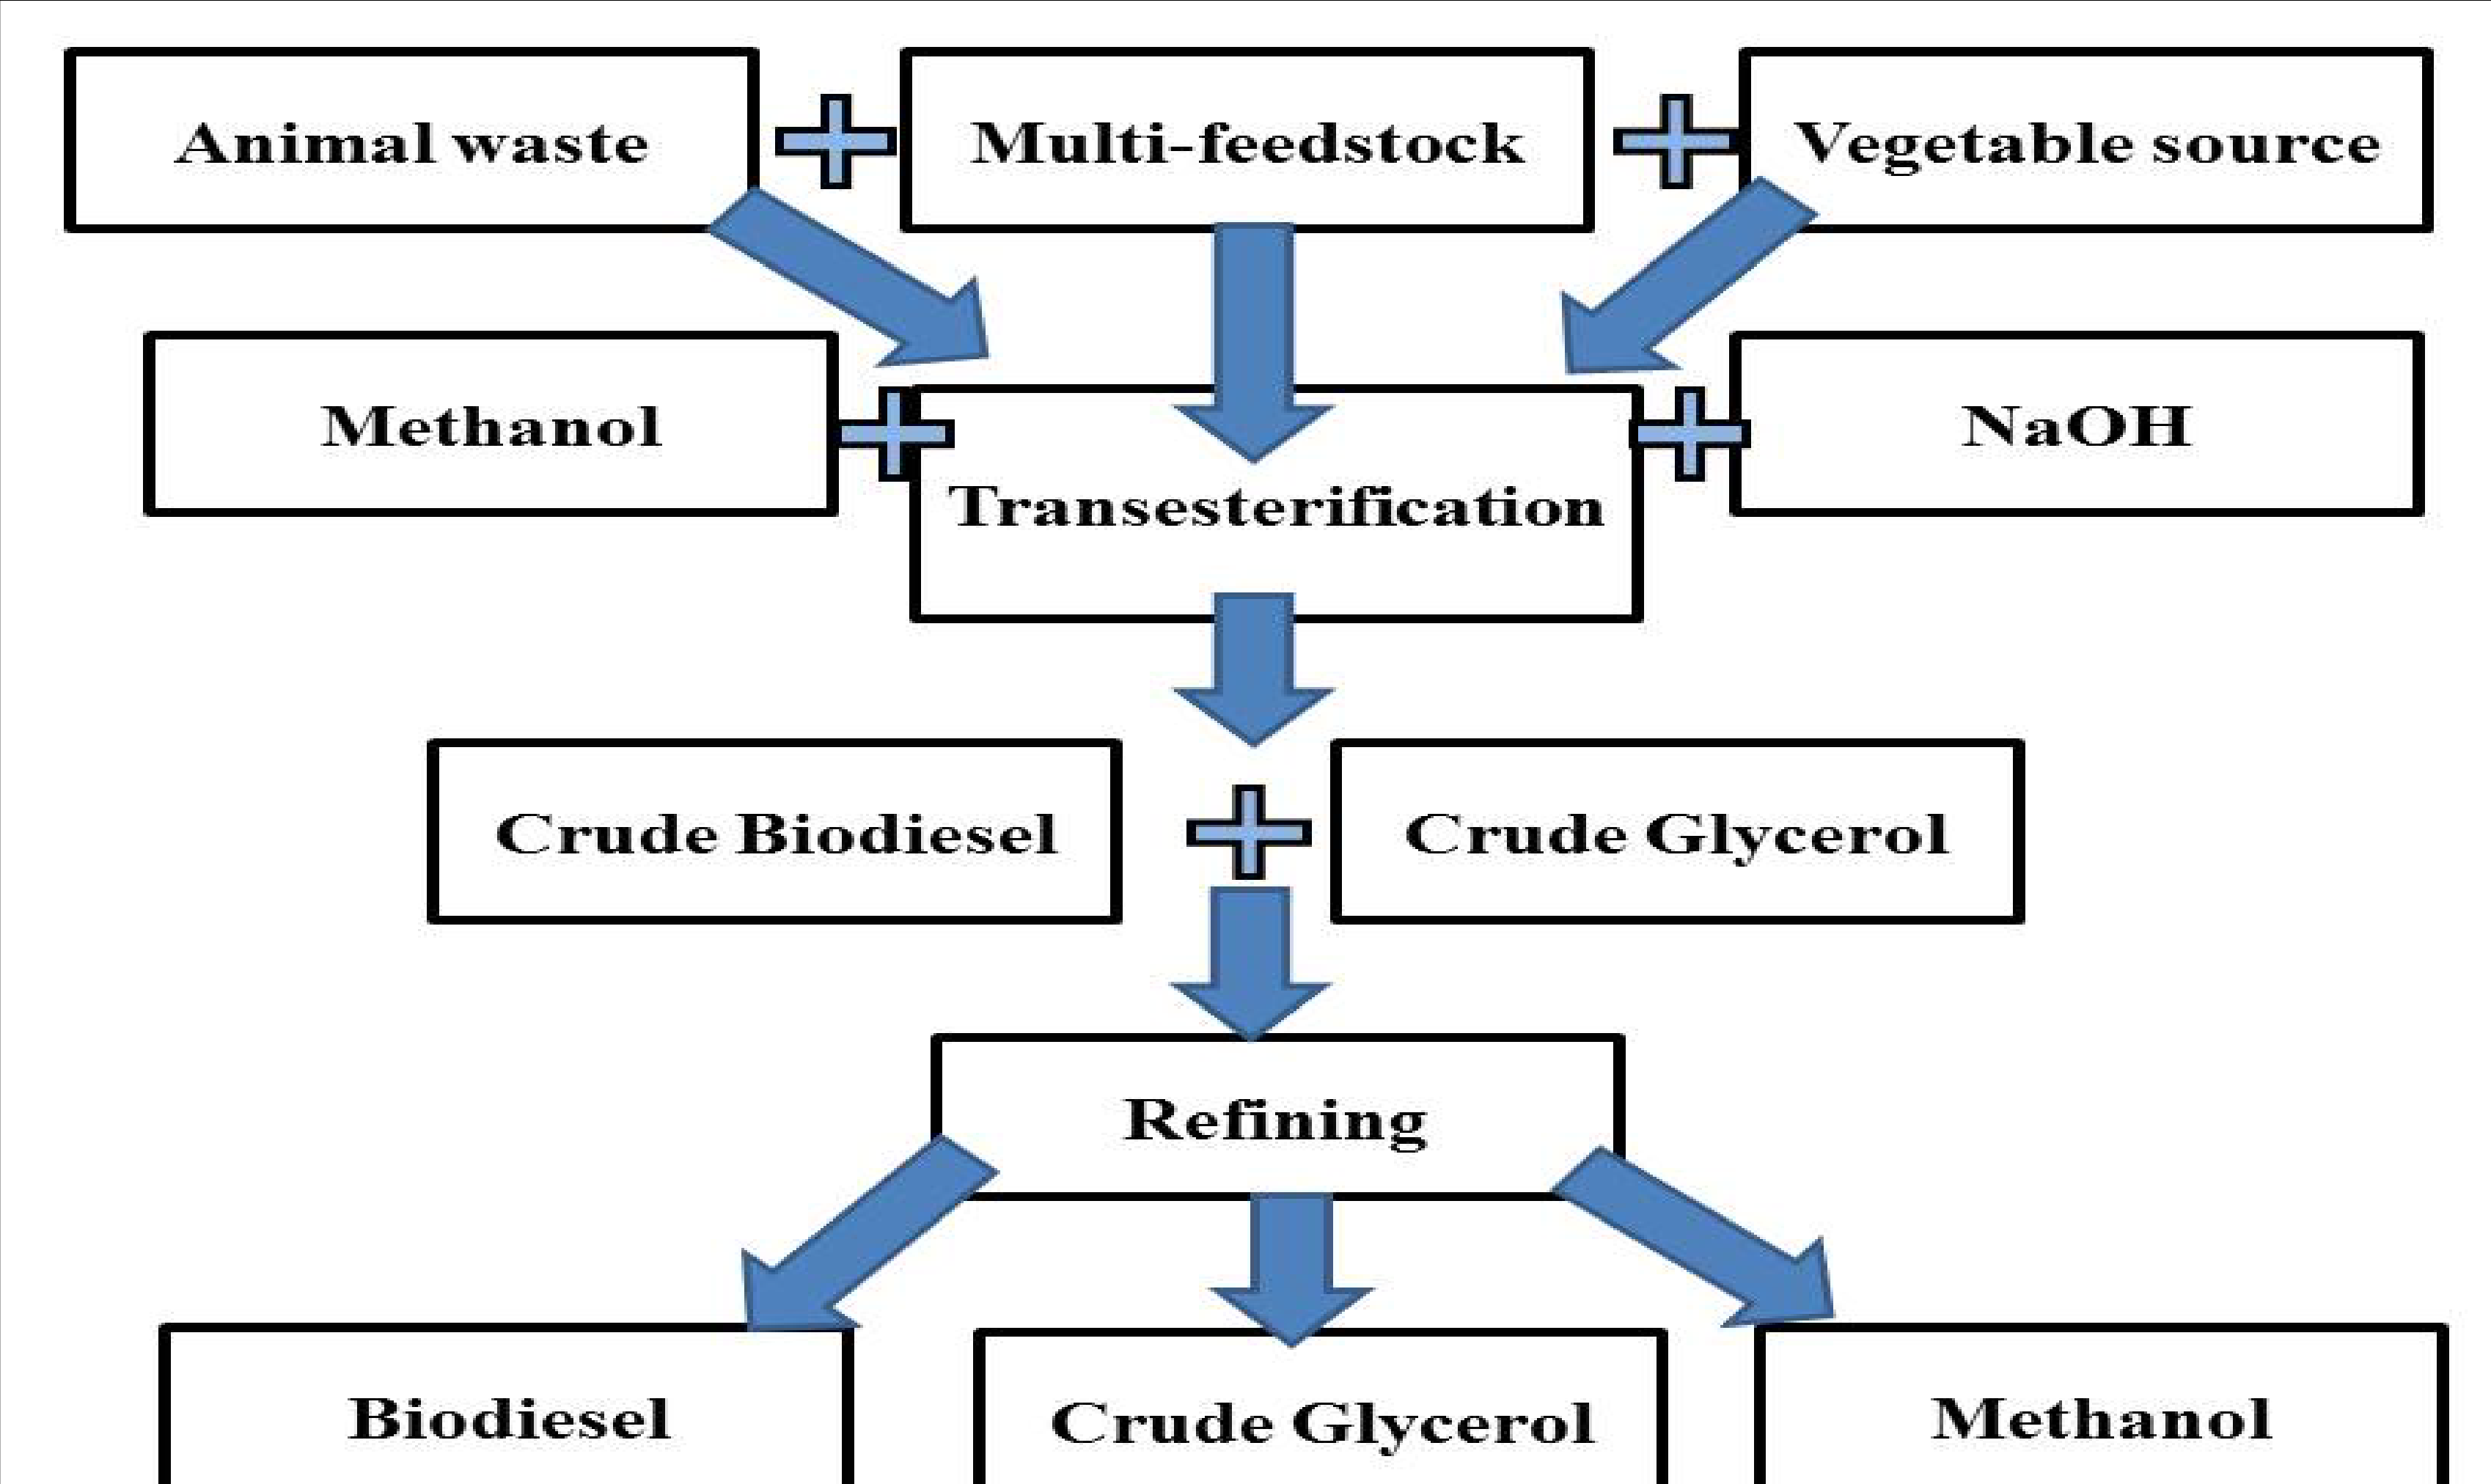 Animal waste
Multi-feedstock
Vegetable source
Methanol
NaOH
Transesterification
Crude Biodiesel
Crude Glycerol
Refining
Biodiesel
Crude Glycerol
Methanol